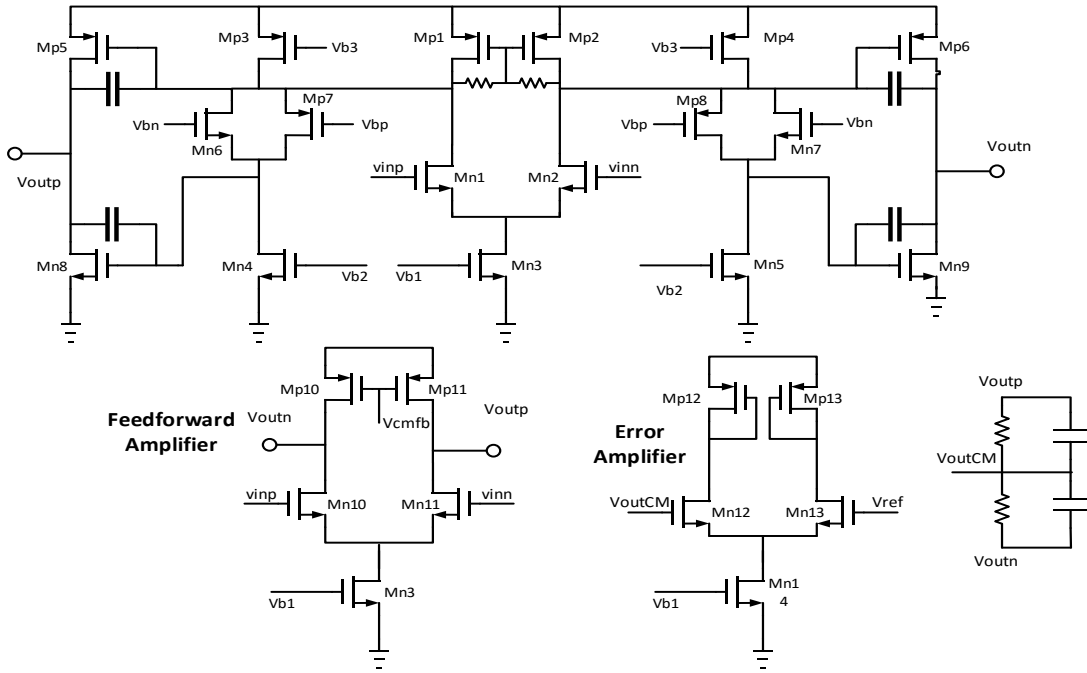 Mp5
Mp3
Vb3
Mp1
Mp2
Vb3
Mp4
Mp6
Mp7
Mp8
Vbn
Vbp
Vbp
Vbn
Mn6
Mn7
Voutp
Voutn
vinp
Mn1
Mn2
vinn
Mn8
Mn4
Vb2
Vb1
Mn3
Mn5
Vb2
Mn9
Mp10
Mp11
Vcmfb
Feedforward
Amplifier
Voutn
Voutp
vinp
Mn10
Mn11
vinn
Vb1
Mn3
Mp12
Mp13
Error
Amplifier
VoutCM
Mn12
Mn13
Vref
Vb1
Mn1
4
Voutp
VoutCM
Voutn